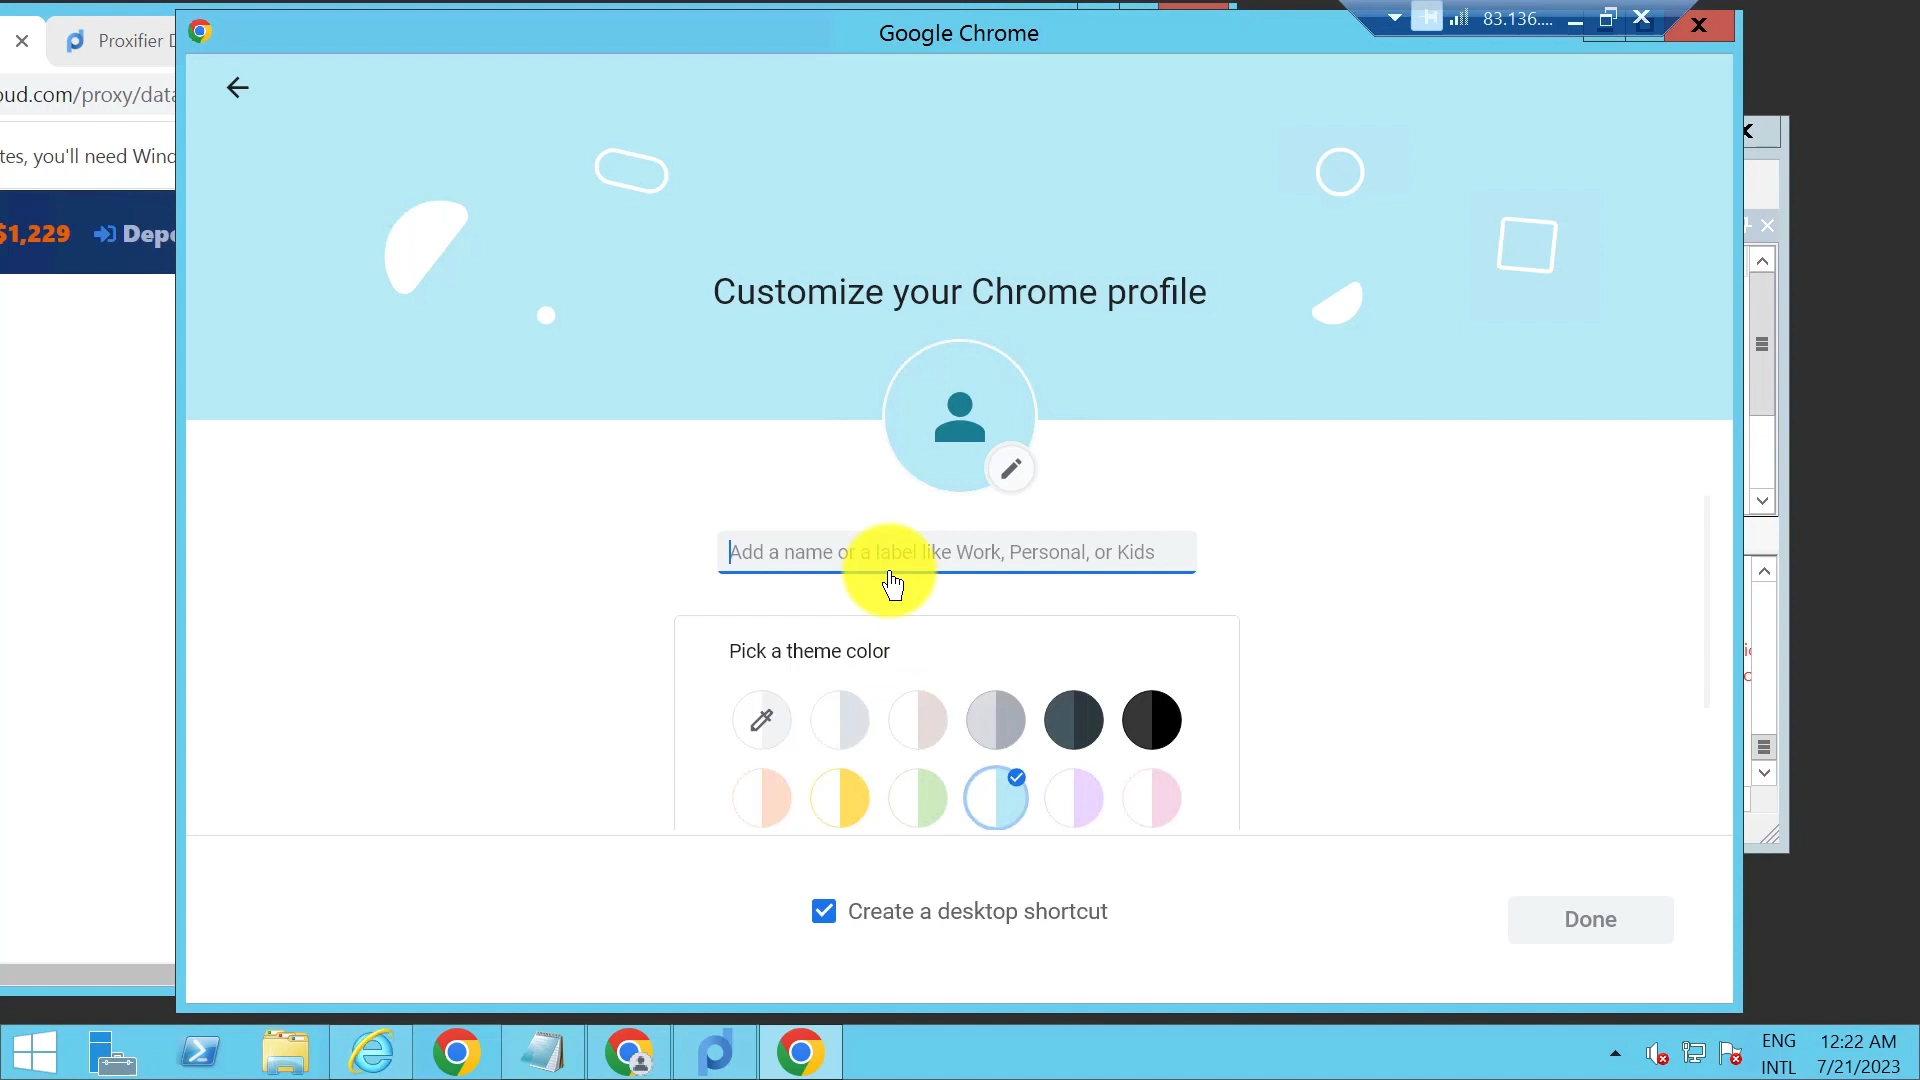 Google Chrome
83.136....
Proxifier
oud.com/proxy/data
tes, you'll need Wind
$1,229
Depo
Customize your Chrome profile
Add a name or a label like Work, Personal, or Kids
Pick a theme color
Create a desktop shortcut
Done
ENG
INTL
12:22 AM
7/21/2023